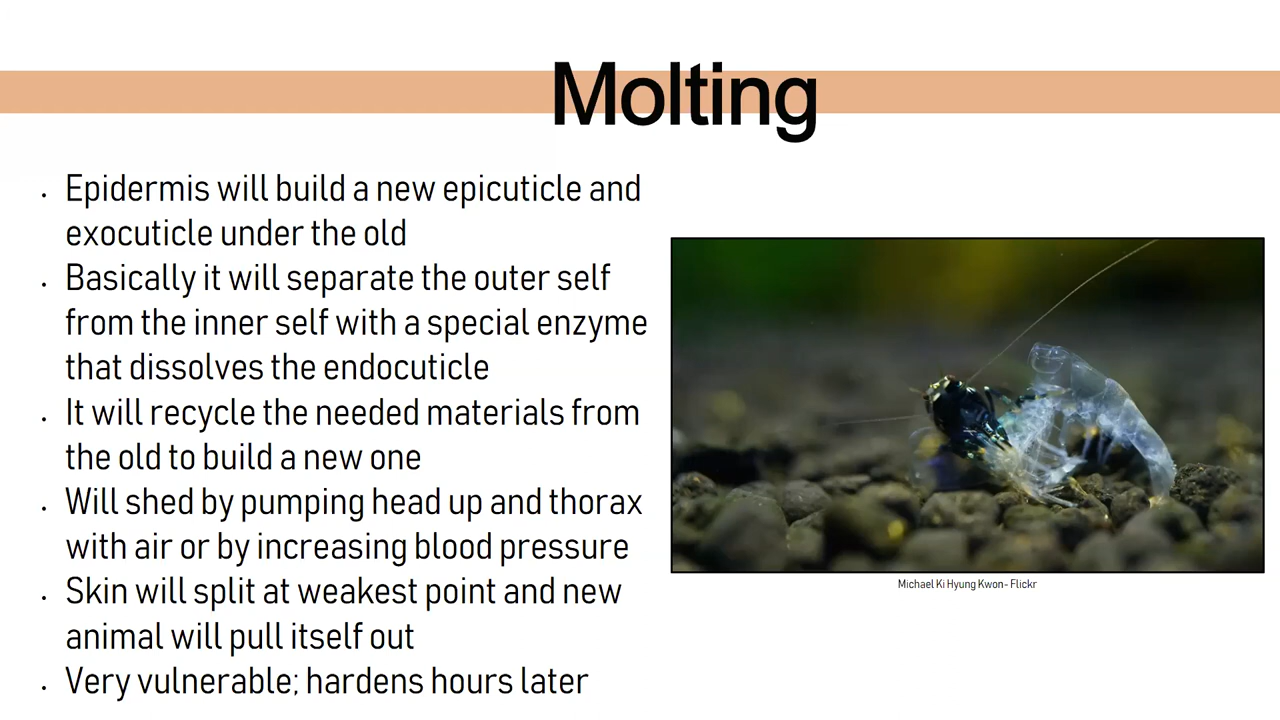 Molting
• Epidermis will build a new epicuticle and
exocuticle under the old
• Basically it will separate the outer self
from the inner self with a special enzyme
that dissolves the endocuticle
• It will recycle the needed materials from
the old to build a new one
• Will shed by pumping head up and thorax
with air or by increasing blood pressure
• Skin will split at weakest point and new
animal will pull itself out
• Very vulnerable; hardens hours later
Michael Ki Hyung Kwon- Flickr